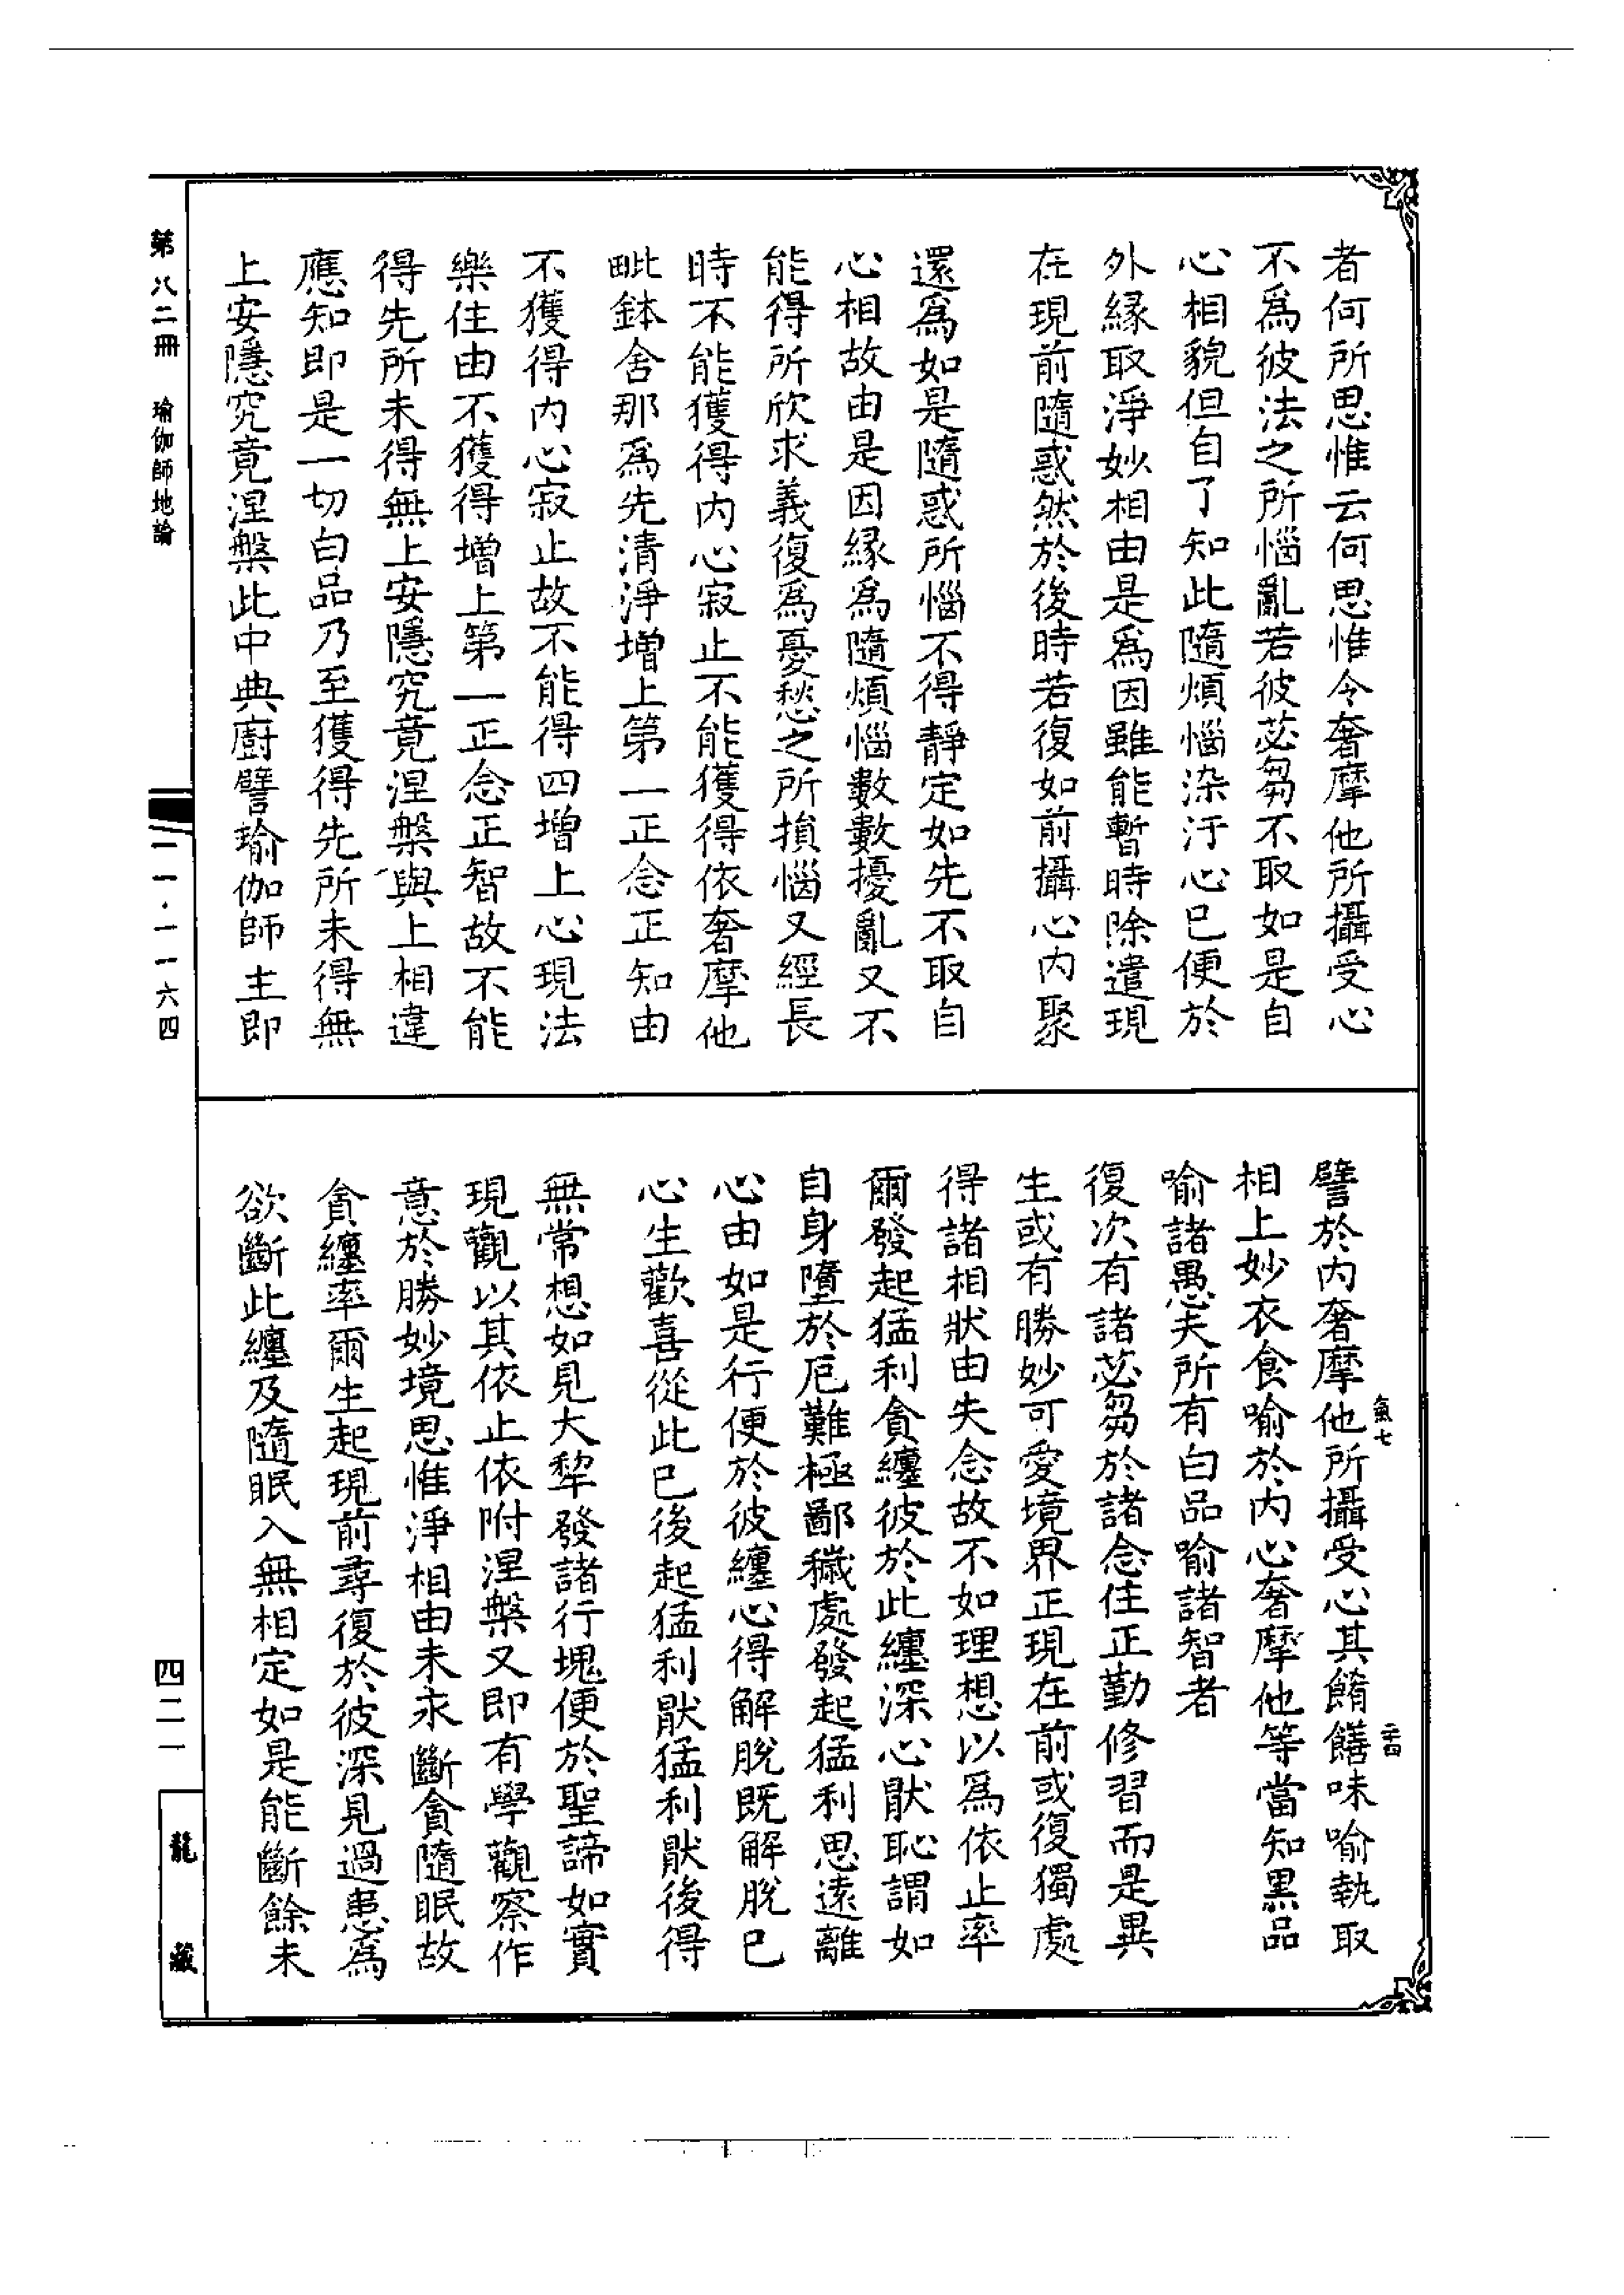 者何所思惟云何思惟令奢摩他所攝受心
不爲彼法之所惱亂若彼苾芻不取如是自
心相貌但自了知此隨煩惱染汙心已便於
外縁取淨妙相由是爲因雖能暫時除遣現
在現前隨惑然於後時若復如前攝心内聚
還爲如是隨惑所惱不得靜定如先不取自
心相故由是因縁爲隨煩惱數數擾亂又不
能得所欣求義復爲憂愁之所損惱又經長
時不能獲得内心寂止不能獲得依奢摩他
毗鉢舍那爲先清淨増上第一正念正知由
不獲得内心寂止故不能得四増上心現法
樂住由不獲得増上第一正念正智故不能
得先所未得無上安隱究竟涅槃與上相違
應知即是一切白品乃至獲得先所未得無
上安隱究竟涅槃此中典廚譬瑜伽師主即
譬於内奢摩他所攝受心其餚饍味喻執取
相上妙衣食喻於内心奢摩他等當知黒品
喻諸愚夫所有白品喻諸智者
復次有諸苾芻於諸念住正勤修習而是異
生或有勝妙可愛境界正現在前或復獨處
得諸相狀由失念故不如理想以爲依止率
爾發起猛利貪纏彼於此纏深心猒恥謂如
自身墮於厄難極鄙穢處發起猛利思遠離
心由如是行便於彼纏心得解脫既解脫已
心生歡喜從此已後起猛利猒猛利猒後得
無常想如見大犂發諸行塊便於聖諦如實
現觀以其依止依附涅槃又即有學觀察作
意於勝妙境思惟淨相由未永斷貪隨眠故
貪纏率爾生起現前尋復於彼深見過患爲
欲斷此纏及隨眠入無相定如是能斷餘未
氣七
二十四
第八二冊
瑜伽師地論
一一一·一一六四
四二一
龍藏